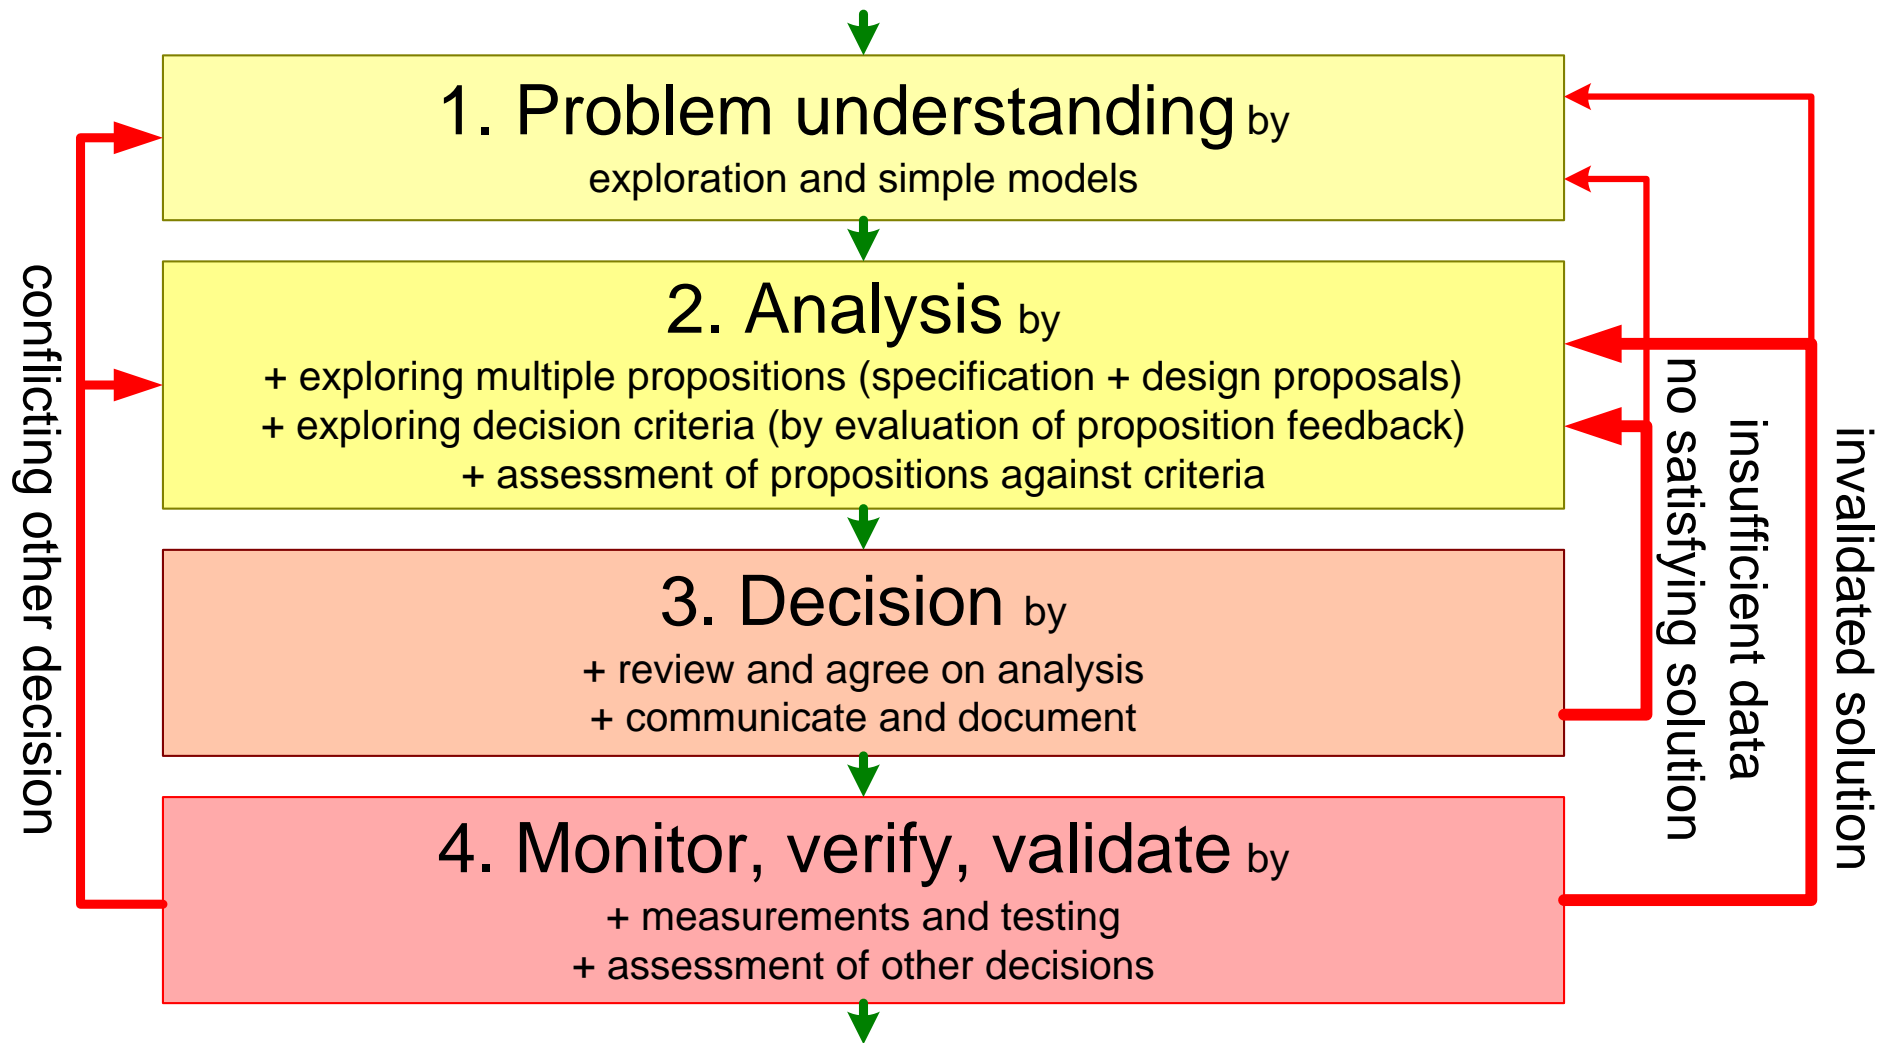 1. Problem understanding by
exploration and simple models
2. Analysis by
+ exploring multiple propositions (specification + design proposals)
+ exploring decision criteria (by evaluation of proposition feedback)
+ assessment of propositions against criteria
3. Decision by
+ review and agree on analysis
+ communicate and document
4. Monitor, verify, validate by
+ measurements and testing
+ assessment of other decisions
conflicting other decision
insufficient data
no satisfying solution
invalidated solution